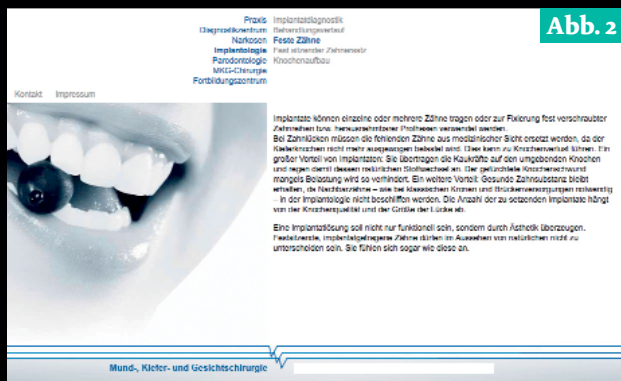 Abb. 2
Praxis
Diagnostikzentrum
Narkosen
Implantologie
Parodontologie
MKG-Chirurgie
Fortbildungszentrum
Implantatdiagnostik
Behandlungsverlauf
Feste Zähne
Fest sitzender Zahnersatz
Knochenaufbau
Kontakt Impressum
Implantate können einzelne oder mehrere Zähne tragen oder zur Fixierung fest verschraubter
Zahnreihen bzw. herausnehmbarer Prothesen verwendet werden.
Bei Zahnlücken müssen die fehlenden Zähne aus medizinischer Sicht ersetzt werden, da der
Kieferknochen nicht mehr ausgewogen belastet wird. Dies kann zu Knochenverlust führen. Ein
großer Vorteil von Implantaten: Sie übertragen die Kaukräfte auf den umgebenden Knochen
und regen damit dessen natürlichen Stoffwechsel an. Der gefürchtete Knochenschwund
mangels Belastung wird so verhindert. Ein weitere Vorteil: Gesunde Zahnsubstanz bleibt
erhalten, da Nachbarzähne – wie bei klassischen Kronen und Brückenversorgungen notwendig
– in der Implantologie nicht beschliffen werden. Die Anzahl der zu setzenden Implantate hängt
von der Knochenqualität und der Größe der Lücke ab.
Eine Implantatlösung soll nicht nur funktionell sein, sondern durch Ästhetik überzeugen.
Festsitzende, implantatgetragene Zähne dürfen im Aussehen von natürlichen nicht zu
unterscheiden sein. Sie fühlen sich sogar wie diese an.
Mund-, Kiefer- und Gesichtschirurgie